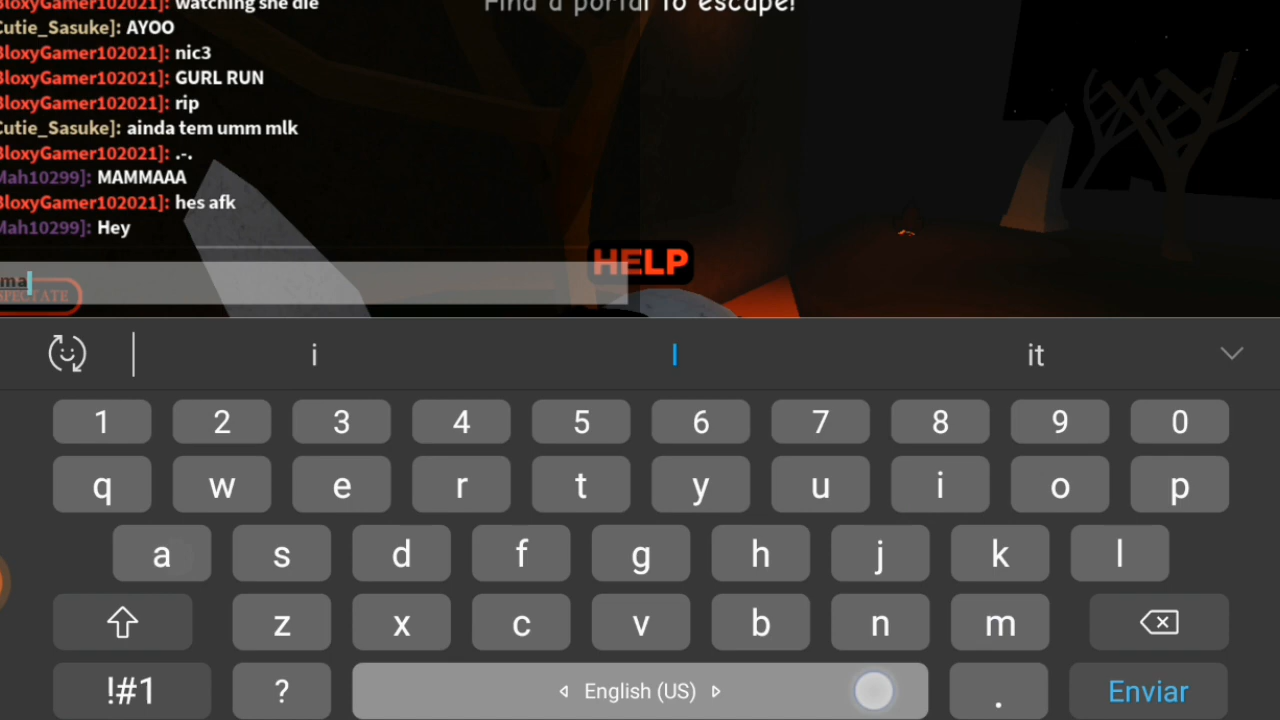 BloxyGamer102021]: watching she die
Find a portal to escape!
Cutie_Sasuke]: AYOO
BloxyGamer102021]: nic3
BloxyGamer102021]: GURL RUN
BloxyGamer102021]: rip
Cutie_Sasuke]: ainda tem umm mlk
BloxyGamer102021]: .-.
Mah10299]: MAMMAAA
BloxyGamer102021]: hes afk
Mah10299]: Hey
HELP
ma
SPECTATE
i I it
1 2 3 4 5 6 7 8 9 0
q w e r t y u i o p
a s d f g h j k l
z x c v b n m
!#1 ? English (US) . Enviar